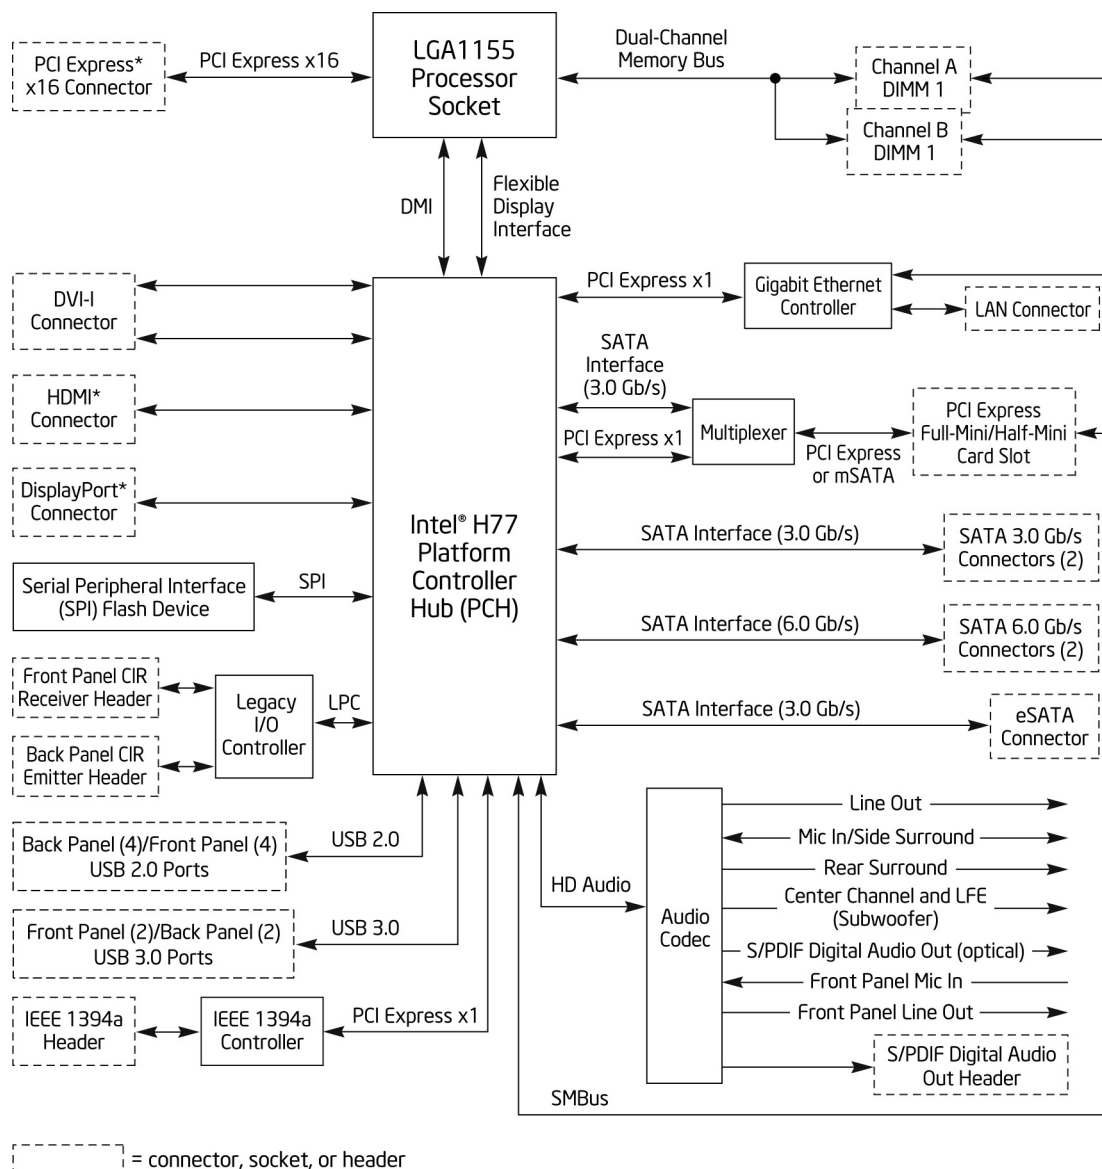 PCI Express*
x16 Connector
PCI Express x16
LGA1155
Processor
Socket
Dual-Channel
Memory Bus
Channel A
DIMM 1
Channel B
DIMM 1
DMI
Flexible
Display
Interface
DVI-I
Connector
PCI Express x1
Gigabit Ethernet
Controller
LAN Connector
HDMI*
Connector
SATA
Interface
(3.0 Gb/s)
PCI Express x1
Multiplexer
PCI Express
or mSATA
PCI Express
Full-Mini/Half-Mini
Card Slot
DisplayPort*
Connector
Intel® H77
Platform
Controller
Hub (PCH)
SATA Interface (3.0 Gb/s)
SATA 3.0 Gb/s
Connectors (2)
Serial Peripheral Interface
(SPI) Flash Device
SPI
SATA Interface (6.0 Gb/s)
SATA 6.0 Gb/s
Connectors (2)
Front Panel CIR
Receiver Header
Back Panel CIR
Emitter Header
Legacy
I/O
Controller
LPC
SATA Interface (3.0 Gb/s)
eSATA
Connector
Back Panel (4)/Front Panel (4)
USB 2.0 Ports
USB 2.0
Front Panel (2)/Back Panel (2)
USB 3.0 Ports
USB 3.0
IEEE 1394a
Header
IEEE 1394a
Controller
PCI Express x1
HD Audio
Audio
Codec
Line Out
Mic In/Side Surround
Rear Surround
Center Channel and LFE
(Subwoofer)
S/PDIF Digital Audio Out (optical)
Front Panel Mic In
Front Panel Line Out
S/PDIF Digital Audio
Out Header
SMBus
= connector, socket, or header